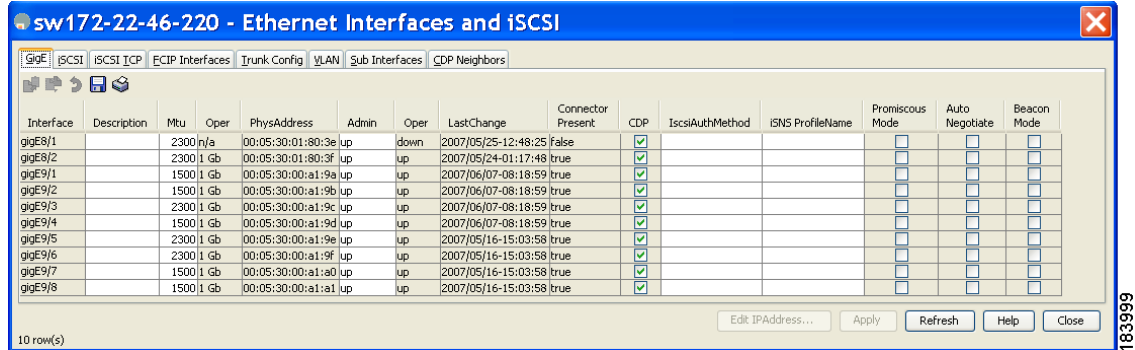 sw172-22-46-220 - Ethernet Interfaces and iSCSI
GigE iSCSI iSCSI TCP FCIP Interfaces Trunk Config VLAN Sub Interfaces CDP Neighbors
Interface Description Mtu Oper PhysAddress Admin Oper LastChange Connector Present CDP IscsiAuthMethod iSNS ProfileName Promiscous Mode Auto Negotiate Beacon Mode
gigE8/1 2300 n/a 00:05:30:01:80:3e up down 2007/05/25-12:48:25 false
gigE8/2 2300 1 Gb 00:05:30:01:80:3f up up 2007/05/24-01:17:48 true
gigE9/1 1500 1 Gb 00:05:30:00:a1:9a up up 2007/06/07-08:18:59 true
gigE9/2 1500 1 Gb 00:05:30:00:a1:9b up up 2007/06/07-08:18:59 true
gigE9/3 2300 1 Gb 00:05:30:00:a1:9c up up 2007/06/07-08:18:59 true
gigE9/4 1500 1 Gb 00:05:30:00:a1:9d up up 2007/06/07-08:18:59 true
gigE9/5 2300 1 Gb 00:05:30:00:a1:9e up up 2007/05/16-15:03:58 true
gigE9/6 2300 1 Gb 00:05:30:00:a1:9f up up 2007/05/16-15:03:58 true
gigE9/7 1500 1 Gb 00:05:30:00:a1:a0 up up 2007/05/16-15:03:58 true
gigE9/8 1500 1 Gb 00:05:30:00:a1:a1 up up 2007/05/16-15:03:58 true
Edit IPAddress... Apply Refresh Help Close
10 row(s)
183999